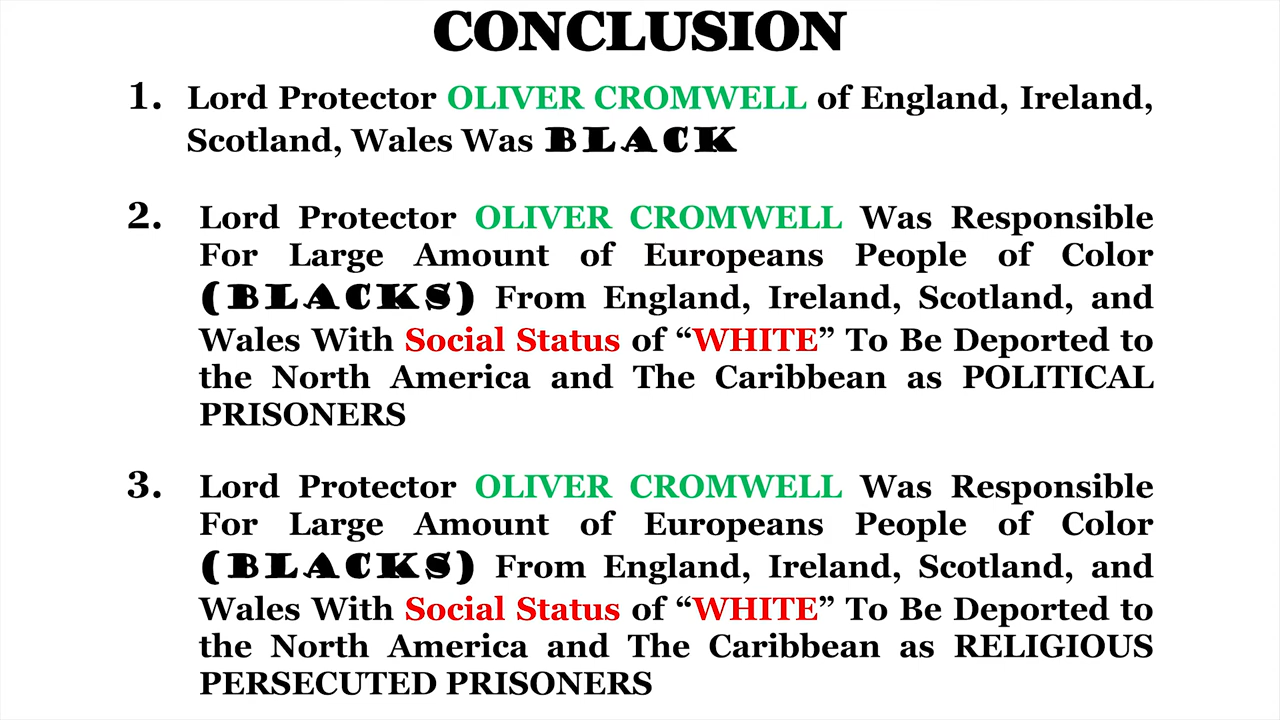 CONCLUSION
1. Lord Protector OLIVER CROMWELL of England, Ireland,
Scotland, Wales Was BLACK
2. Lord Protector OLIVER CROMWELL Was Responsible
For Large Amount of Europeans People of Color
(BLACKS) From England, Ireland, Scotland, and
Wales With Social Status of “WHITE” To Be Deported to
the North America and The Caribbean as POLITICAL
PRISONERS
3. Lord Protector OLIVER CROMWELL Was Responsible
For Large Amount of Europeans People of Color
(BLACKS) From England, Ireland, Scotland, and
Wales With Social Status of “WHITE” To Be Deported to
the North America and The Caribbean as RELIGIOUS
PERSECUTED PRISONERS